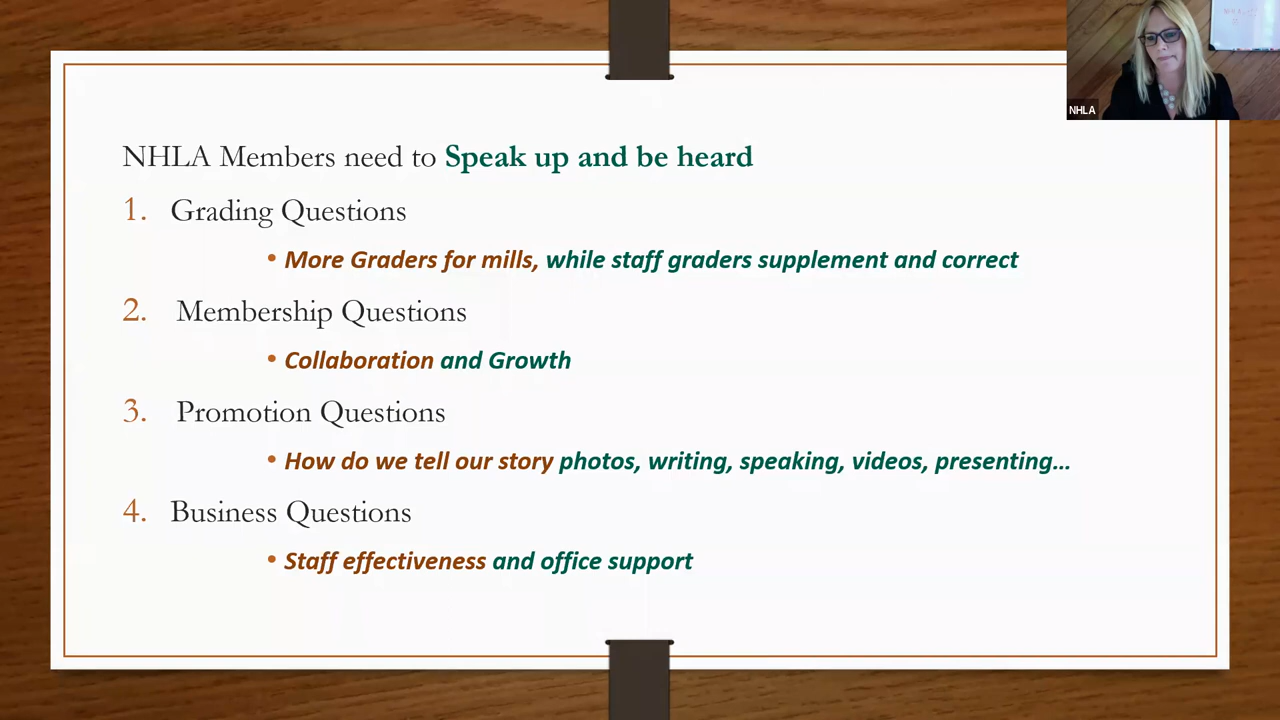 NHLA Members need to Speak up and be heard
1. Grading Questions
• More Graders for mills, while staff graders supplement and correct
2. Membership Questions
• Collaboration and Growth
3. Promotion Questions
• How do we tell our story photos, writing, speaking, videos, presenting...
4. Business Questions
• Staff effectiveness and office support
NHLA